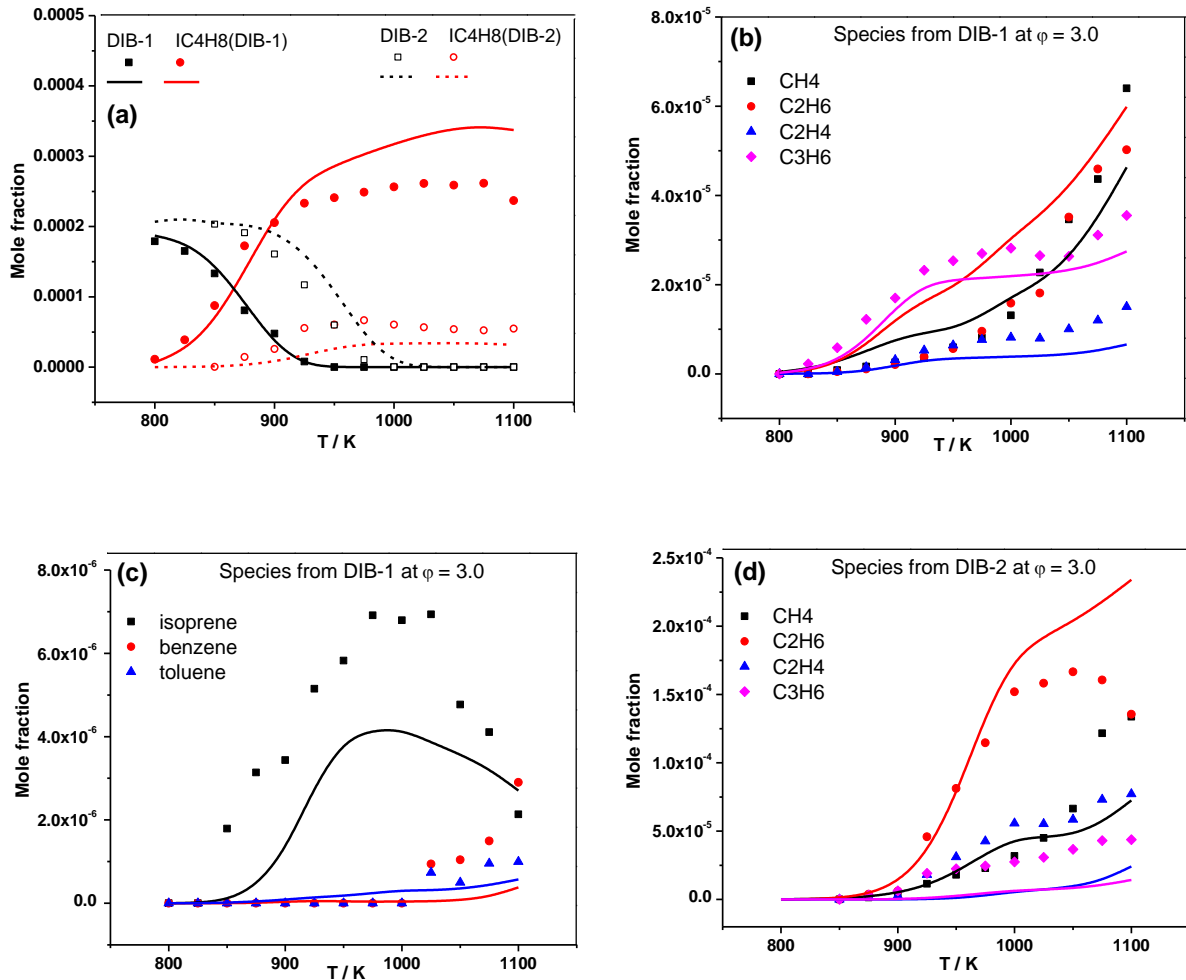 DIB-1 IC4H8(DIB-1) DIB-2 IC4H8(DIB-2)
(a)
0.0005
0.0004
0.0003
0.0002
0.0001
0.0000
Mole fraction
800 900 1000 1100
T / K
(b)
Species from DIB-1 at φ = 3.0
CH4
C2H6
C2H4
C3H6
8.0x10-5
6.0x10-5
4.0x10-5
2.0x10-5
0.0
Mole fraction
800 900 1000 1100
T / K
(c)
Species from DIB-1 at φ = 3.0
isoprene
benzene
toluene
8.0x10-6
6.0x10-6
4.0x10-6
2.0x10-6
0.0
Mole fraction
800 900 1000 1100
T / K
(d)
Species from DIB-2 at φ = 3.0
CH4
C2H6
C2H4
C3H6
2.5x10-4
2.0x10-4
1.5x10-4
1.0x10-4
5.0x10-5
0.0
Mole fraction
800 900 1000 1100
T / K